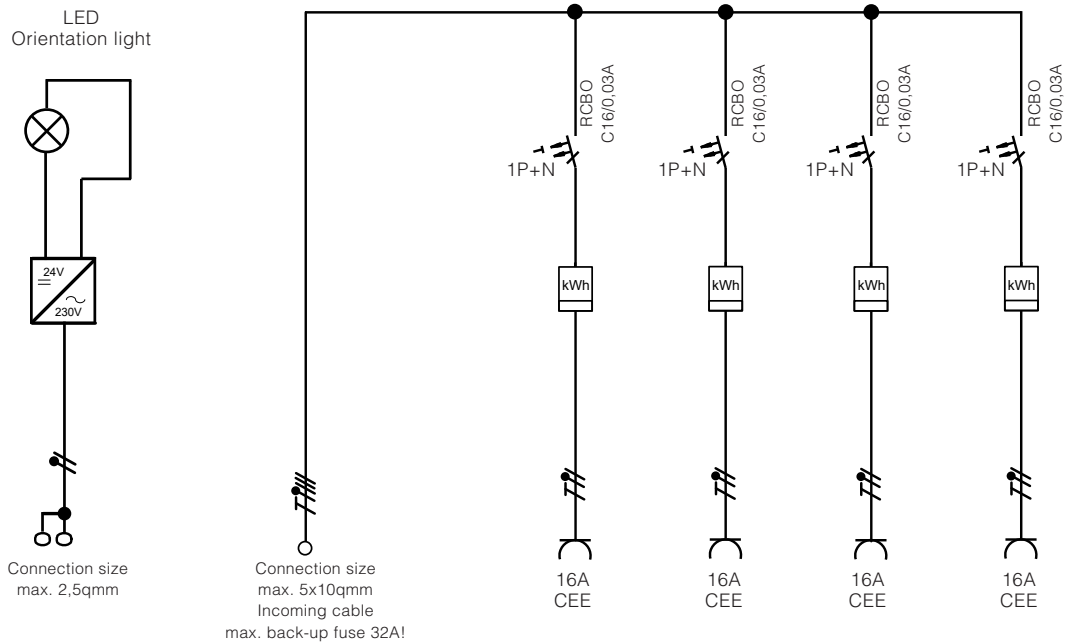 LED
Orientation light
24V
230V
Connection size
max. 2,5qmm
Connection size
max. 5x10qmm
Incoming cable
max. back-up fuse 32A!
RCBO
C16/0,03A
1P+N
kWh
16A
CEE
RCBO
C16/0,03A
1P+N
kWh
16A
CEE
RCBO
C16/0,03A
1P+N
kWh
16A
CEE
RCBO
C16/0,03A
1P+N
kWh
16A
CEE